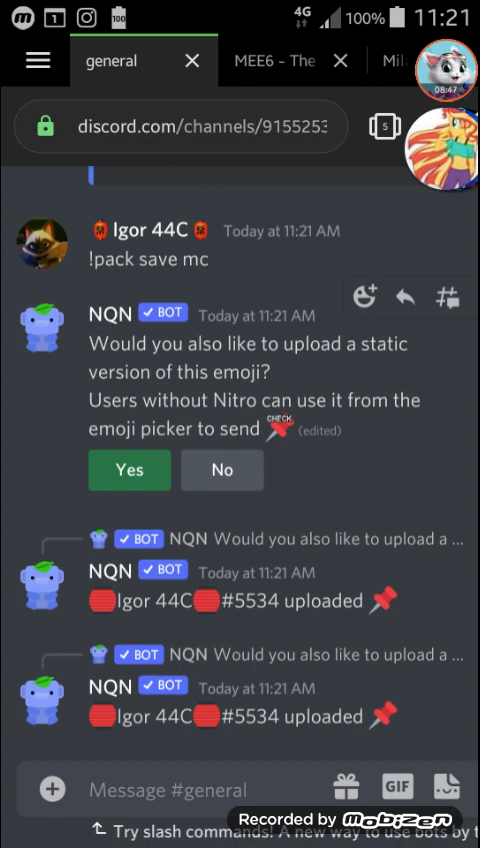 4G 100% 11:21
general
MEE6 - The
Mil
08:47
discord.com/channels/9155253
5
Igor 44C Today at 11:21 AM
!pack save mc
NQN BOT Today at 11:21 AM
Would you also like to upload a static
version of this emoji?
Users without Nitro can use it from the
emoji picker to send CHECK (edited)
Yes No
BOT NQN Would you also like to upload a ...
NQN BOT Today at 11:21 AM
Igor 44C #5534 uploaded
BOT NQN Would you also like to upload a ...
NQN BOT Today at 11:21 AM
Igor 44C #5534 uploaded
Message #general GIF
Recorded by Mobizen
Try slash commands! A new way to use bots by t